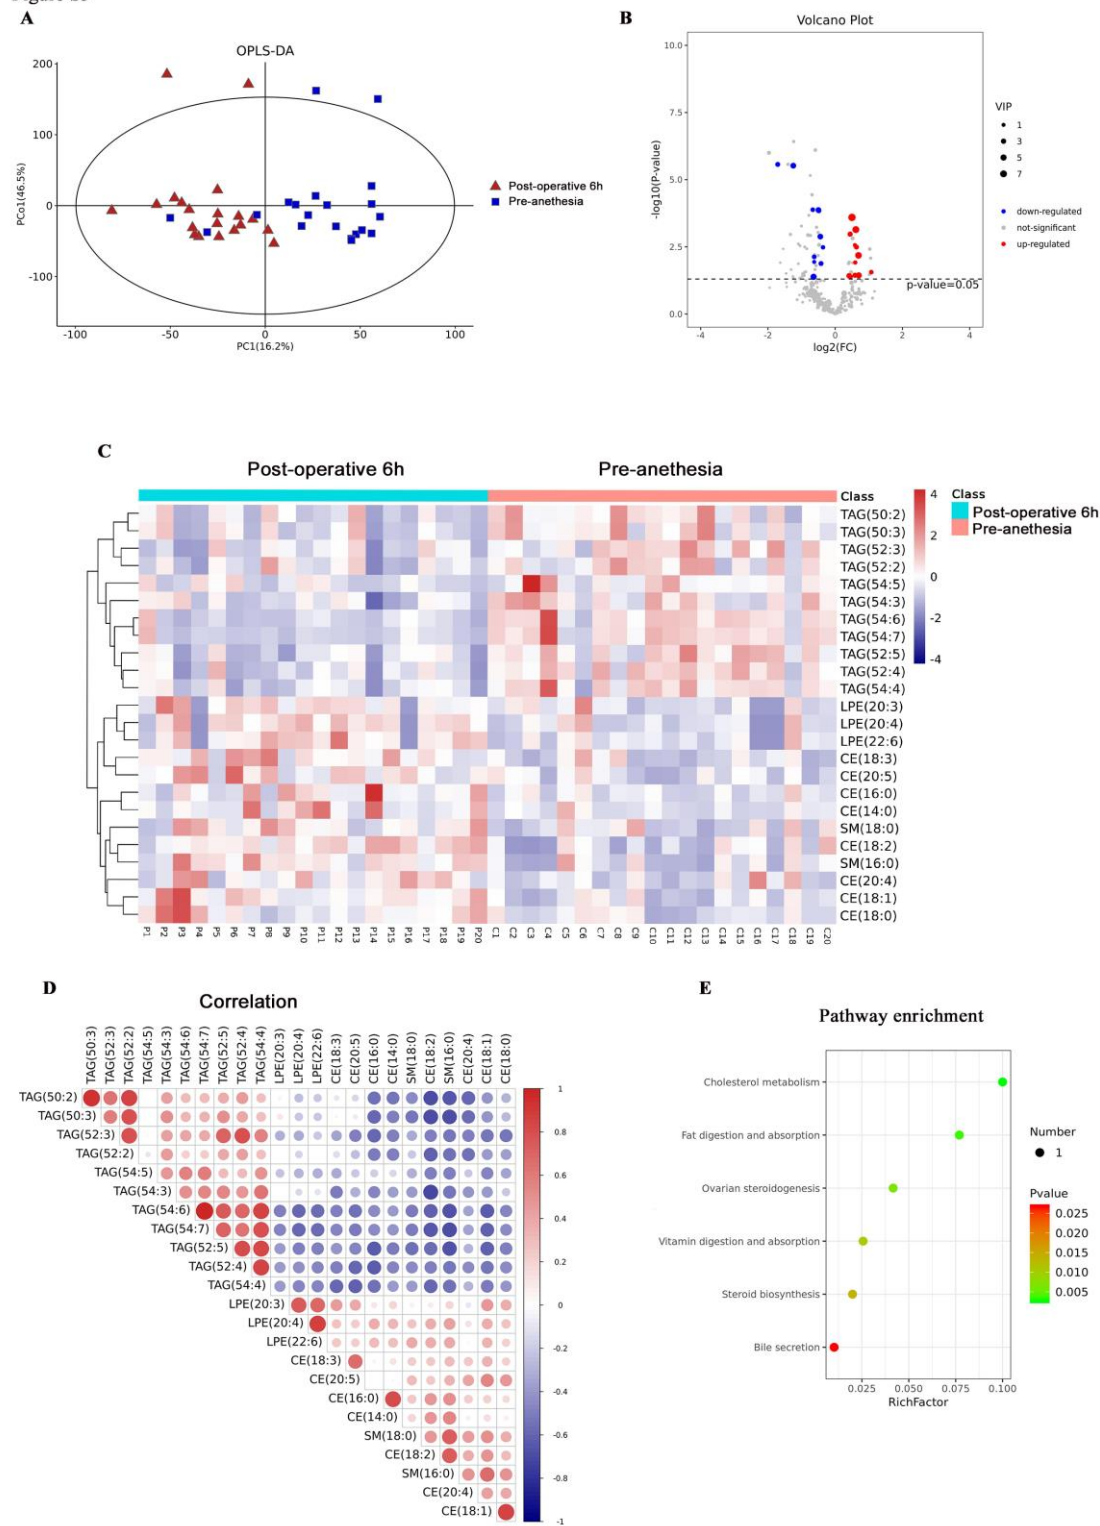 A
OPLS-DA
200
100
0
-100
PCo1(46.5%)
-100
-50
0
50
100
PC1(16.2%)
Post-operative 6h
Pre-anethesia
B
Volcano Plot
10.0
7.5
5.0
2.5
0.0
-log10(P-value)
p-value=0.05
-4
-2
0
2
4
log2(FC)
VIP
1
3
5
7
down-regulated
not-significant
up-regulated
C
Post-operative 6h
Pre-anethesia
Class
TAG(50:2)
TAG(50:3)
TAG(52:3)
TAG(52:2)
TAG(54:5)
TAG(54:3)
TAG(54:6)
TAG(54:7)
TAG(52:5)
TAG(52:4)
TAG(54:4)
LPE(20:3)
LPE(20:4)
LPE(22:6)
CE(18:3)
CE(20:5)
CE(16:0)
CE(14:0)
SM(18:0)
CE(18:2)
SM(16:0)
CE(20:4)
CE(18:1)
CE(18:0)
P1 P2 P3 P4 P5 P6 P7 P8 P9 P10 P11 P12 P13 P14 P15 P16 P17 P18 P19 P20 C1 C2 C3 C4 C5 C6 C7 C8 C9 C10 C11 C12 C13 C14 C15 C16 C17 C18 C19 C20
4
2
0
-2
-4
Class
Post-operative 6h
Pre-anethesia
D
Correlation
TAG(50:3) TAG(52:3) TAG(52:2) TAG(54:5) TAG(54:3) TAG(54:6) TAG(54:7) TAG(52:5) TAG(52:4) TAG(54:4) LPE(20:3) LPE(20:4) LPE(22:6) CE(18:3) CE(20:5) CE(16:0) CE(14:0) SM(18:0) CE(18:2) SM(16:0) CE(20:4) CE(18:1) CE(18:0)
TAG(50:2)
TAG(50:3)
TAG(52:3)
TAG(52:2)
TAG(54:5)
TAG(54:3)
TAG(54:6)
TAG(54:7)
TAG(52:5)
TAG(52:4)
TAG(54:4)
LPE(20:3)
LPE(20:4)
LPE(22:6)
CE(18:3)
CE(20:5)
CE(16:0)
CE(14:0)
SM(18:0)
CE(18:2)
SM(16:0)
CE(20:4)
CE(18:1)
1
0.8
0.6
0.4
0.2
0
-0.2
-0.4
-0.6
-0.8
-1
E
Pathway enrichment
Cholesterol metabolism
Fat digestion and absorption
Ovarian steroidogenesis
Vitamin digestion and absorption
Steroid biosynthesis
Bile secretion
0.025
0.050
0.075
0.100
RichFactor
Number
1
Pvalue
0.025
0.020
0.015
0.010
0.005